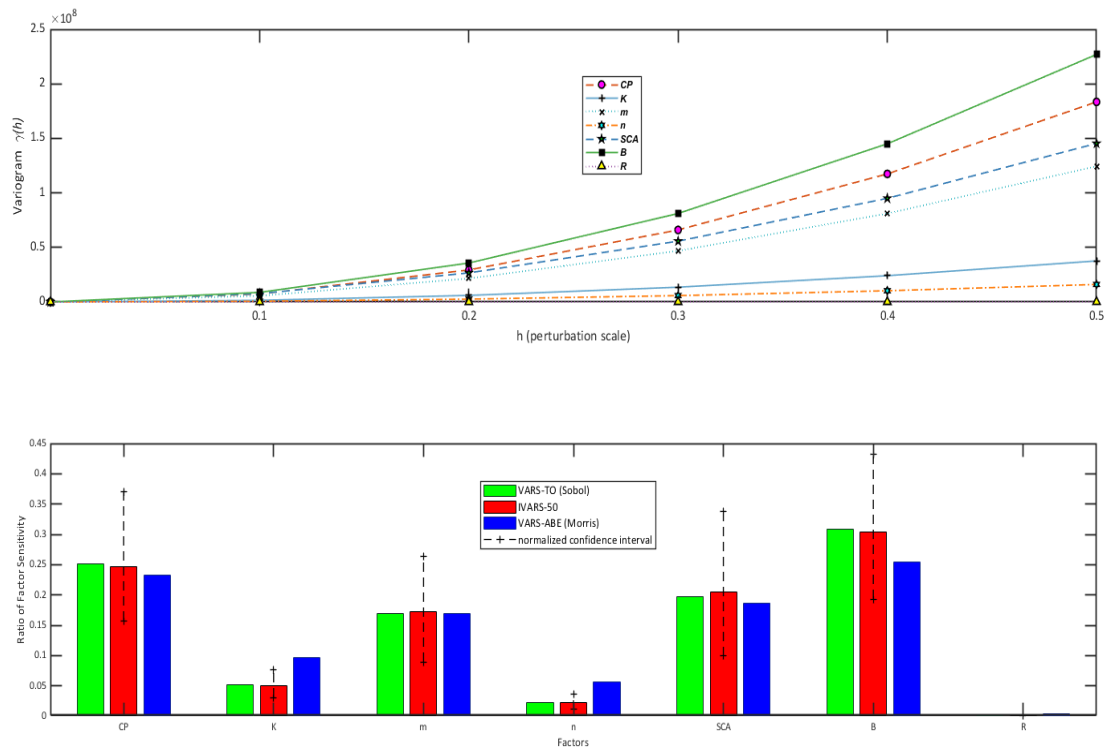 ×10⁸
2.5
2
1.5
1
0.5
0
0.1
0.2
0.3
0.4
0.5
Variogram γ(h)
h (perturbation scale)
CP
K
m
n
SCA
B
R
0.45
0.4
0.35
0.3
0.25
0.2
0.15
0.1
0.05
0
Ratio of Factor Sensitivity
VARS-TO (Sobol)
IVARS-50
VARS-ABE (Morris)
normalized confidence interval
CP
K
m
n
SCA
B
R
Factors